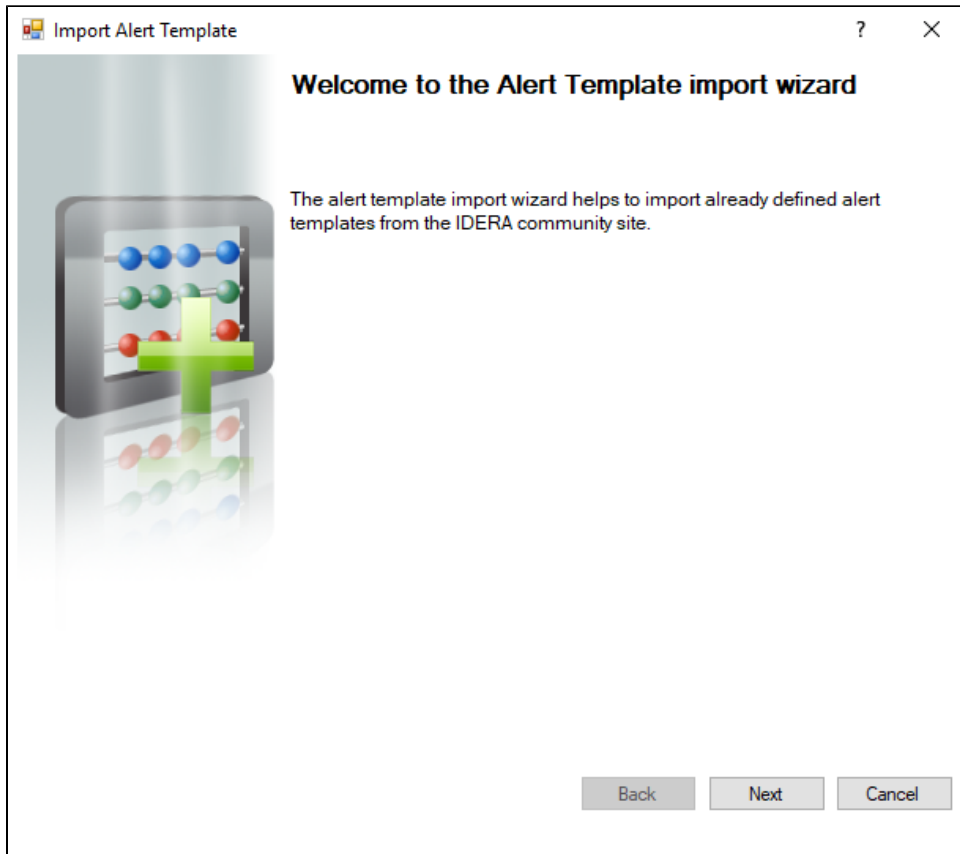 Import Alert Template
?
Welcome to the Alert Template import wizard
The alert template import wizard helps to import already defined alert
templates from the IDERA community site.
Back Next Cancel